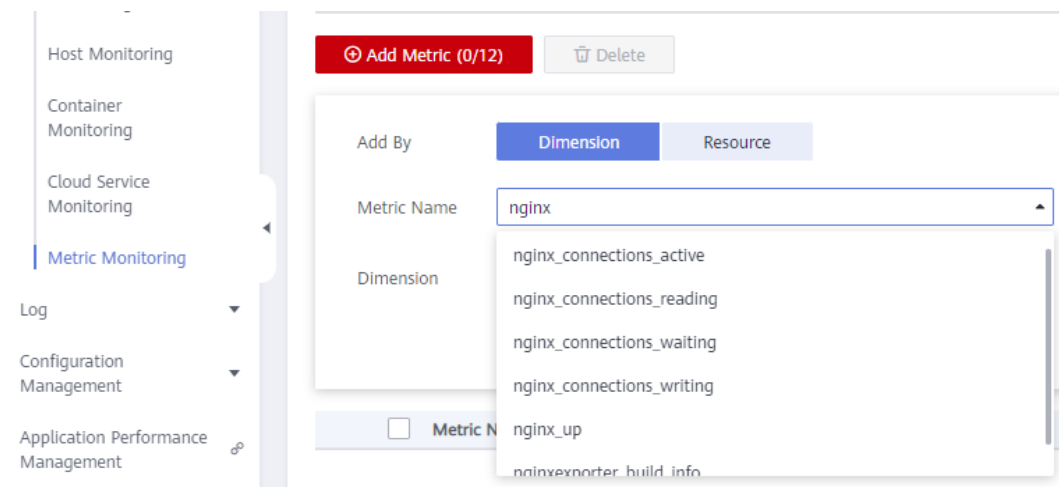 Host Monitoring
Container
Monitoring
Cloud Service
Monitoring
Metric Monitoring
Log
Configuration
Management
Application Performance
Management
Add Metric (0/12)
Delete
Add By
Dimension
Resource
Metric Name
nginx
Dimension
nginx_connections_active
nginx_connections_reading
nginx_connections_waiting
nginx_connections_writing
nginx_up
nginxexporter_build_info
Metric N